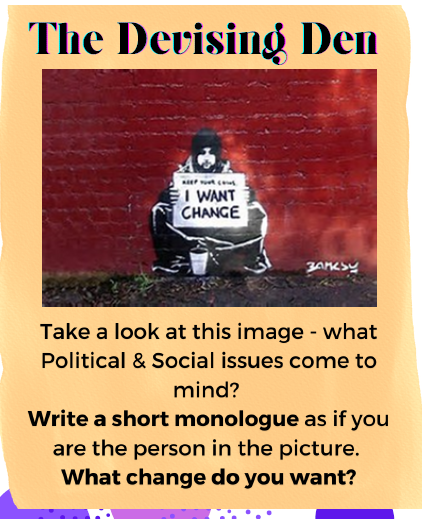 The Devising Den
KEEP YOUR COINS
I WANT
CHANGE
BANKSY
Take a look at this image - what
Political & Social issues come to
mind?
Write a short monologue as if you
are the person in the picture.
What change do you want?